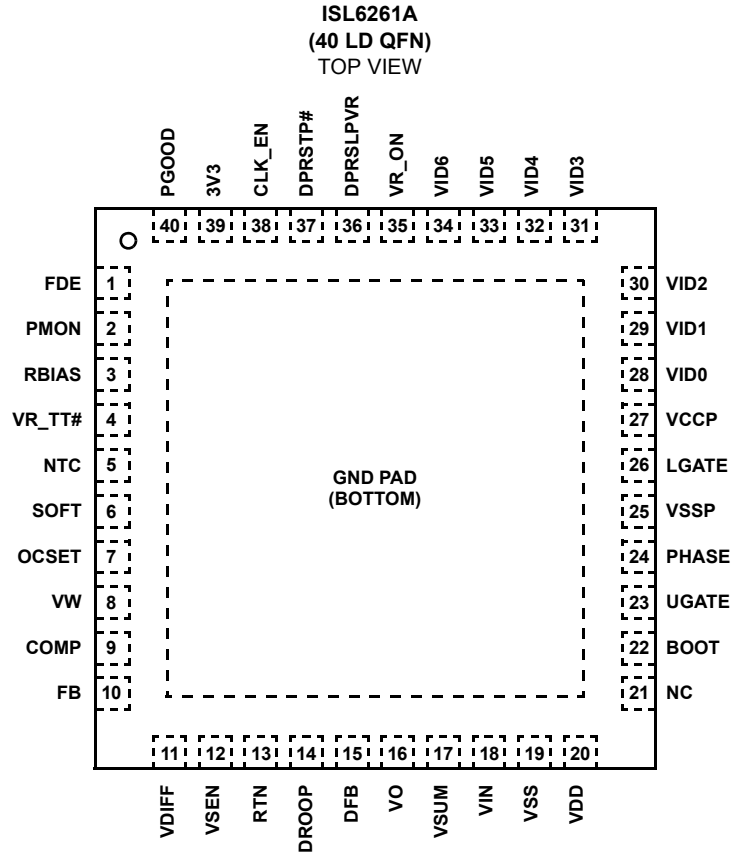 ISL6261A
(40 LD QFN)
TOP VIEW
PGOOD
3V3
CLK_EN
DPRSTP#
DPRSLPVR
VR_ON
VID6
VID5
VID4
VID3
40 39 38 37 36 35 34 33 32 31
FDE 1
PMON 2
RBIAS 3
VR_TT# 4
NTC 5
SOFT 6
OCSET 7
VW 8
COMP 9
FB 10
GND PAD
(BOTTOM)
30 VID2
29 VID1
28 VID0
27 VCCP
26 LGATE
25 VSSP
24 PHASE
23 UGATE
22 BOOT
21 NC
11 12 13 14 15 16 17 18 19 20
VDIFF
VSEN
RTN
DROOP
DFB
VO
VSUM
VIN
VSS
VDD